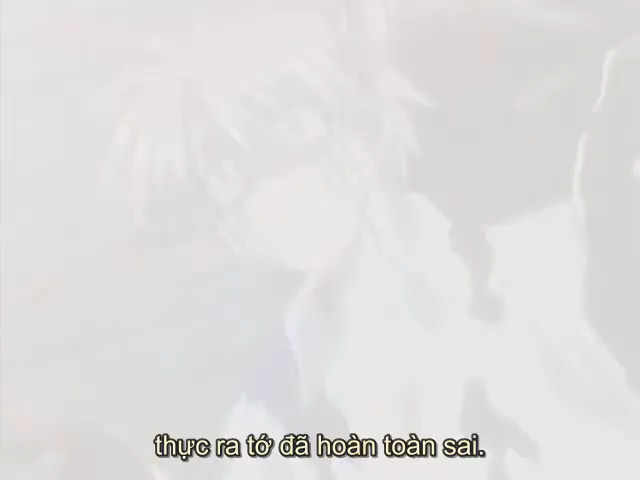 thực ra tớ đã hoàn toàn sai.